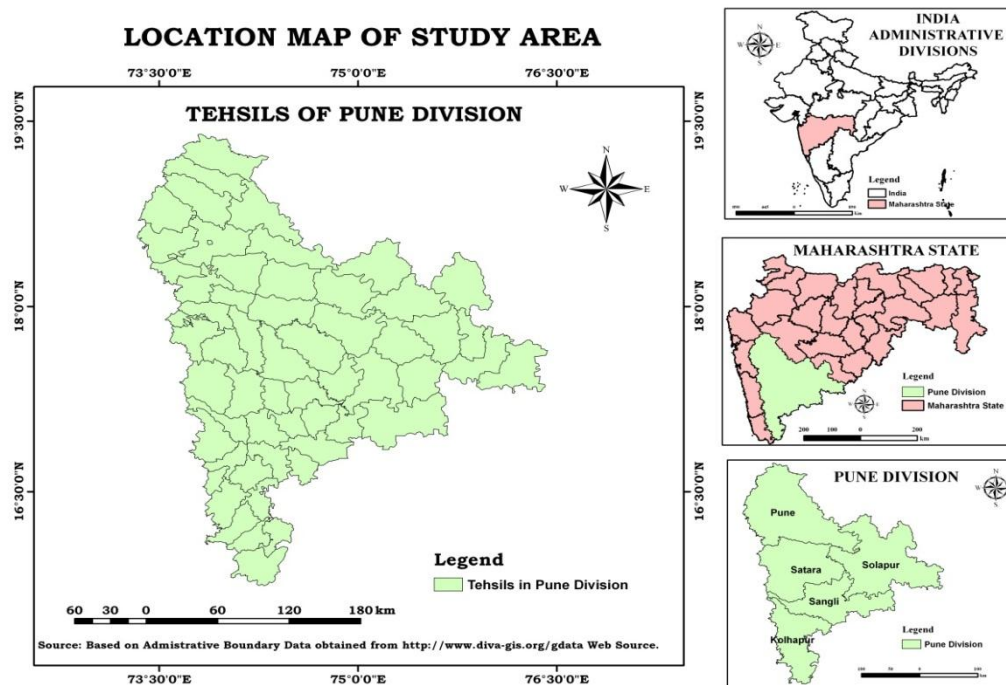 LOCATION MAP OF STUDY AREA
73°30'0"E 75°0'0"E 76°30'0"E
TEHSILS OF PUNE DIVISION
19°30'0"N 19°30'0"N
18°0'0"N 18°0'0"N
16°30'0"N 16°30'0"N
N
W E
S
Legend
Tehsils in Pune Division
60 30 0 60 120 180 km
Source: Based on Admistrative Boundary Data obtained from http://www.diva-gis.org/gdata Web Source.
73°30'0"E 75°0'0"E 76°30'0"E
INDIA
ADMINISTRATIVE
DIVISIONS
N
W E
S
Legend
India
Maharashtra State
km
MAHARASHTRA STATE
Legend
Pune Division
Maharashtra State
N
W E
S
200 100 0 200
km
PUNE DIVISION
N
W E
S
Pune
Satara
Solapur
Sangli
Kolhapur
Legend
Pune Division
km